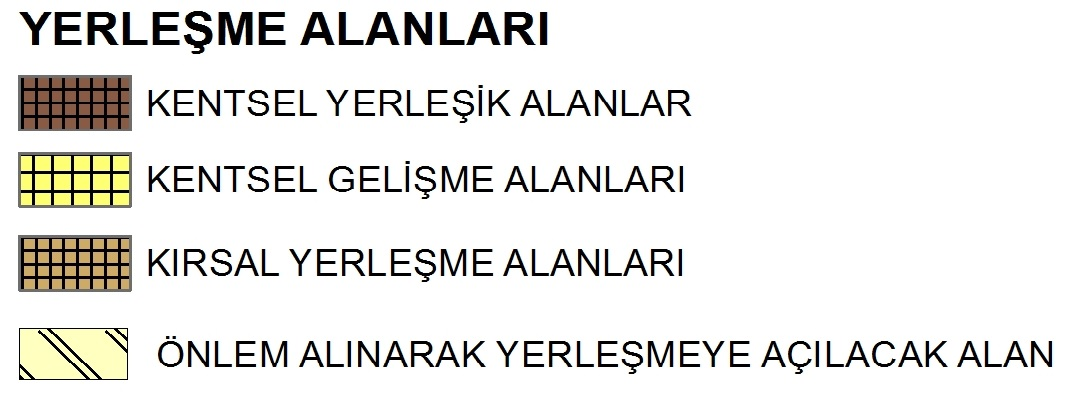 YERLEŞME ALANLARI
KENTSEL YERLEŞİK ALANLAR
KENTSEL GELİŞME ALANLARI
KIRSAL YERLEŞME ALANLARI
ÖNLEM ALINARAK YERLEŞMEYE AÇILACAK ALAN